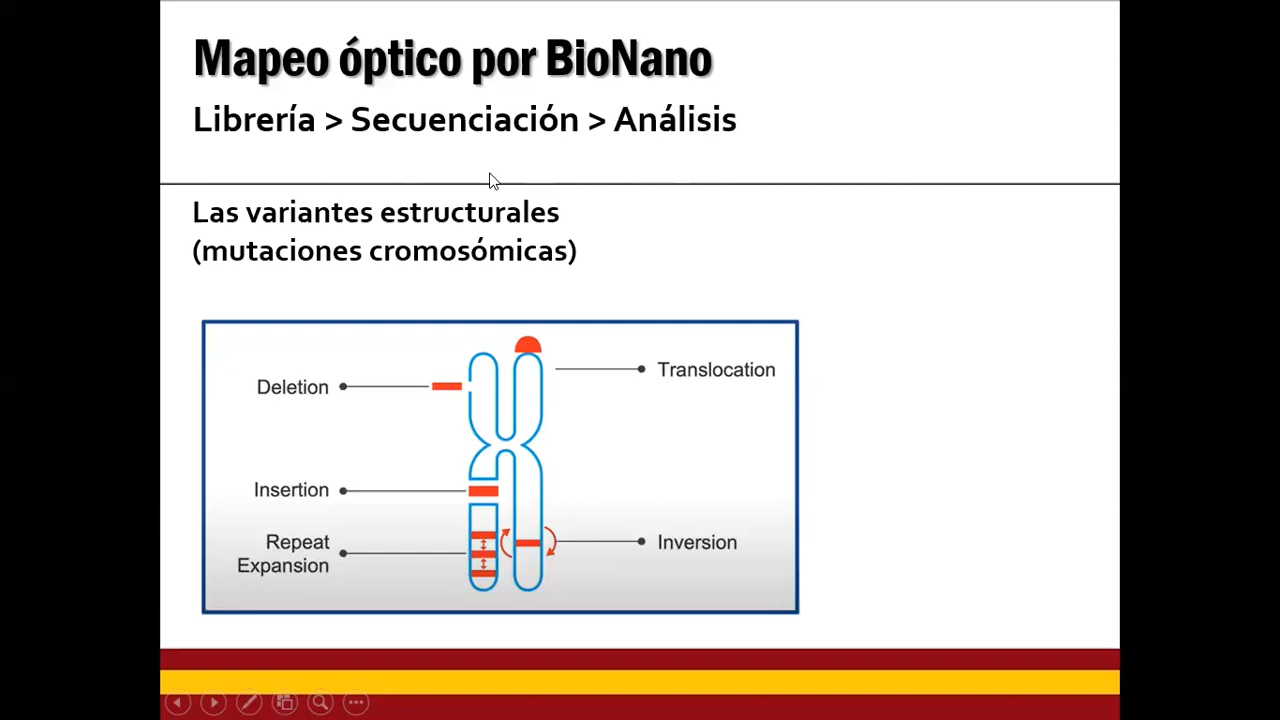 Mapeo óptico por BioNano
Librería > Secuenciación > Análisis
Las variantes estructurales
(mutaciones cromosómicas)
Deletion
Translocation
Insertion
Repeat
Expansion
Inversion